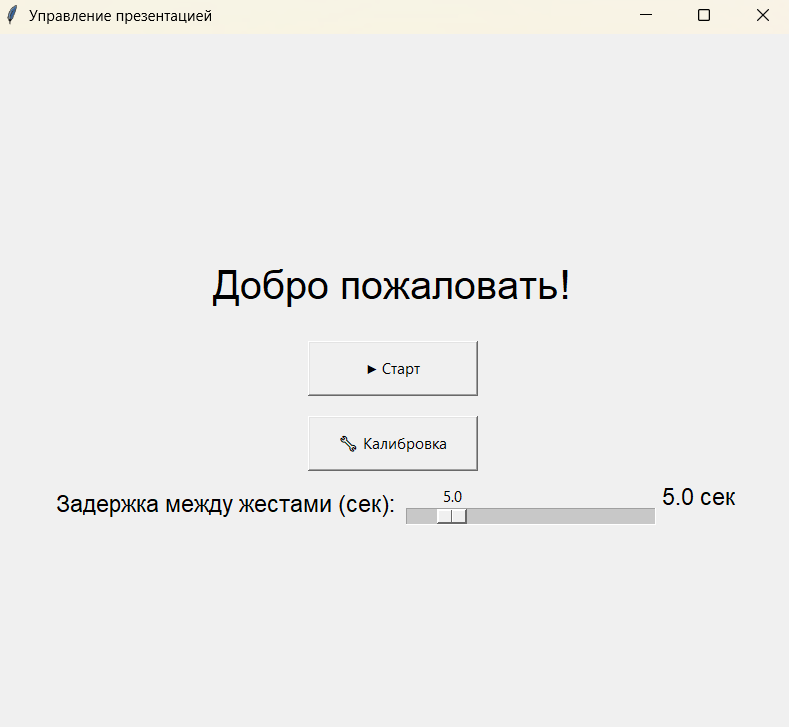 Управление презентацией
Добро пожаловать!
► Старт
🔧 Калибровка
5.0
Задержка между жестами (сек):
5.0 сек